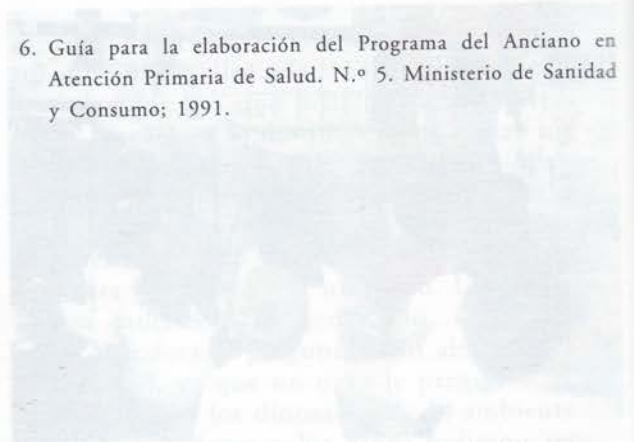 6. Guía para la elaboración del Programa del Anciano en
Atención Primaria de Salud. N.º 5. Ministerio de Sanidad
y Consumo; 1991.